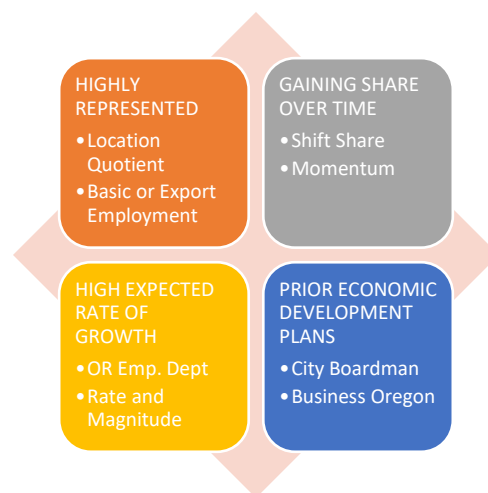 HIGHLY
REPRESENTED
•Location
Quotient
•Basic or Export
Employment
GAINING SHARE
OVER TIME
•Shift Share
•Momentum
HIGH EXPECTED
RATE OF
GROWTH
•OR Emp. Dept
•Rate and
Magnitude
PRIOR ECONOMIC
DEVELOPMENT
PLANS
•City Boardman
•Business Oregon